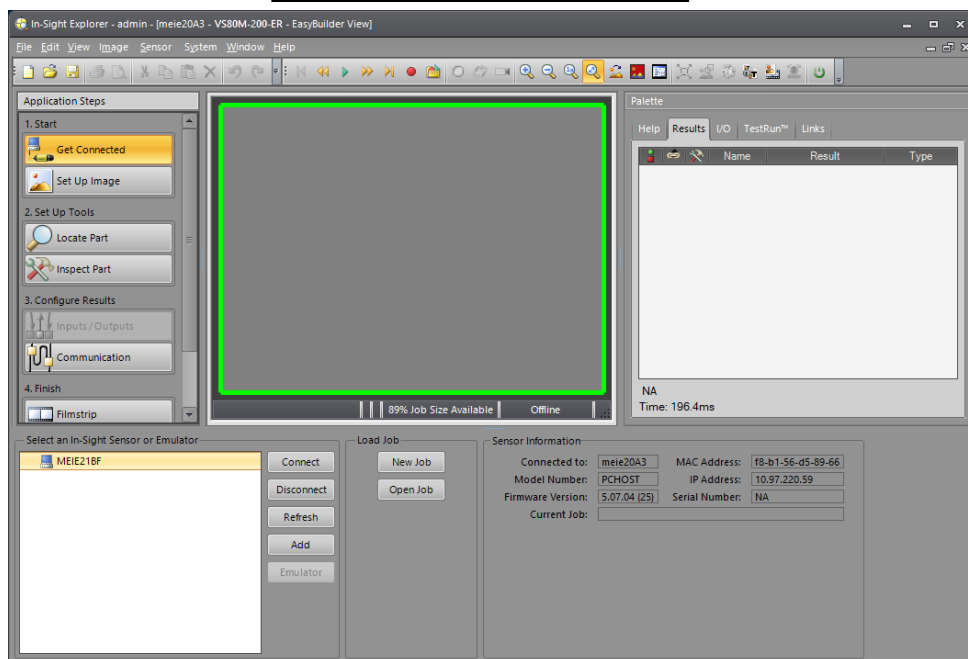 In-Sight Explorer - admin - [meie20A3 - VS80M-200-ER - EasyBuilder View]
File Edit View Image Sensor System Window Help
Application Steps
1. Start
Get Connected
Set Up Image
2. Set Up Tools
Locate Part
Inspect Part
3. Configure Results
Inputs / Outputs
Communication
4. Finish
Filmstrip
89% Job Size Available Offline
Palette
Help Results I/O TestRun™ Links
Name Result Type
NA
Time: 196.4ms
Select an In-Sight Sensor or Emulator
MEIE21BF
Connect
Disconnect
Refresh
Add
Emulator
Load Job
New Job
Open Job
Sensor Information
Connected to: meie20A3 MAC Address: f8-b1-56-d5-89-66
Model Number: PCHOST IP Address: 10.97.220.59
Firmware Version: 5.07.04 (25) Serial Number: NA
Current Job: